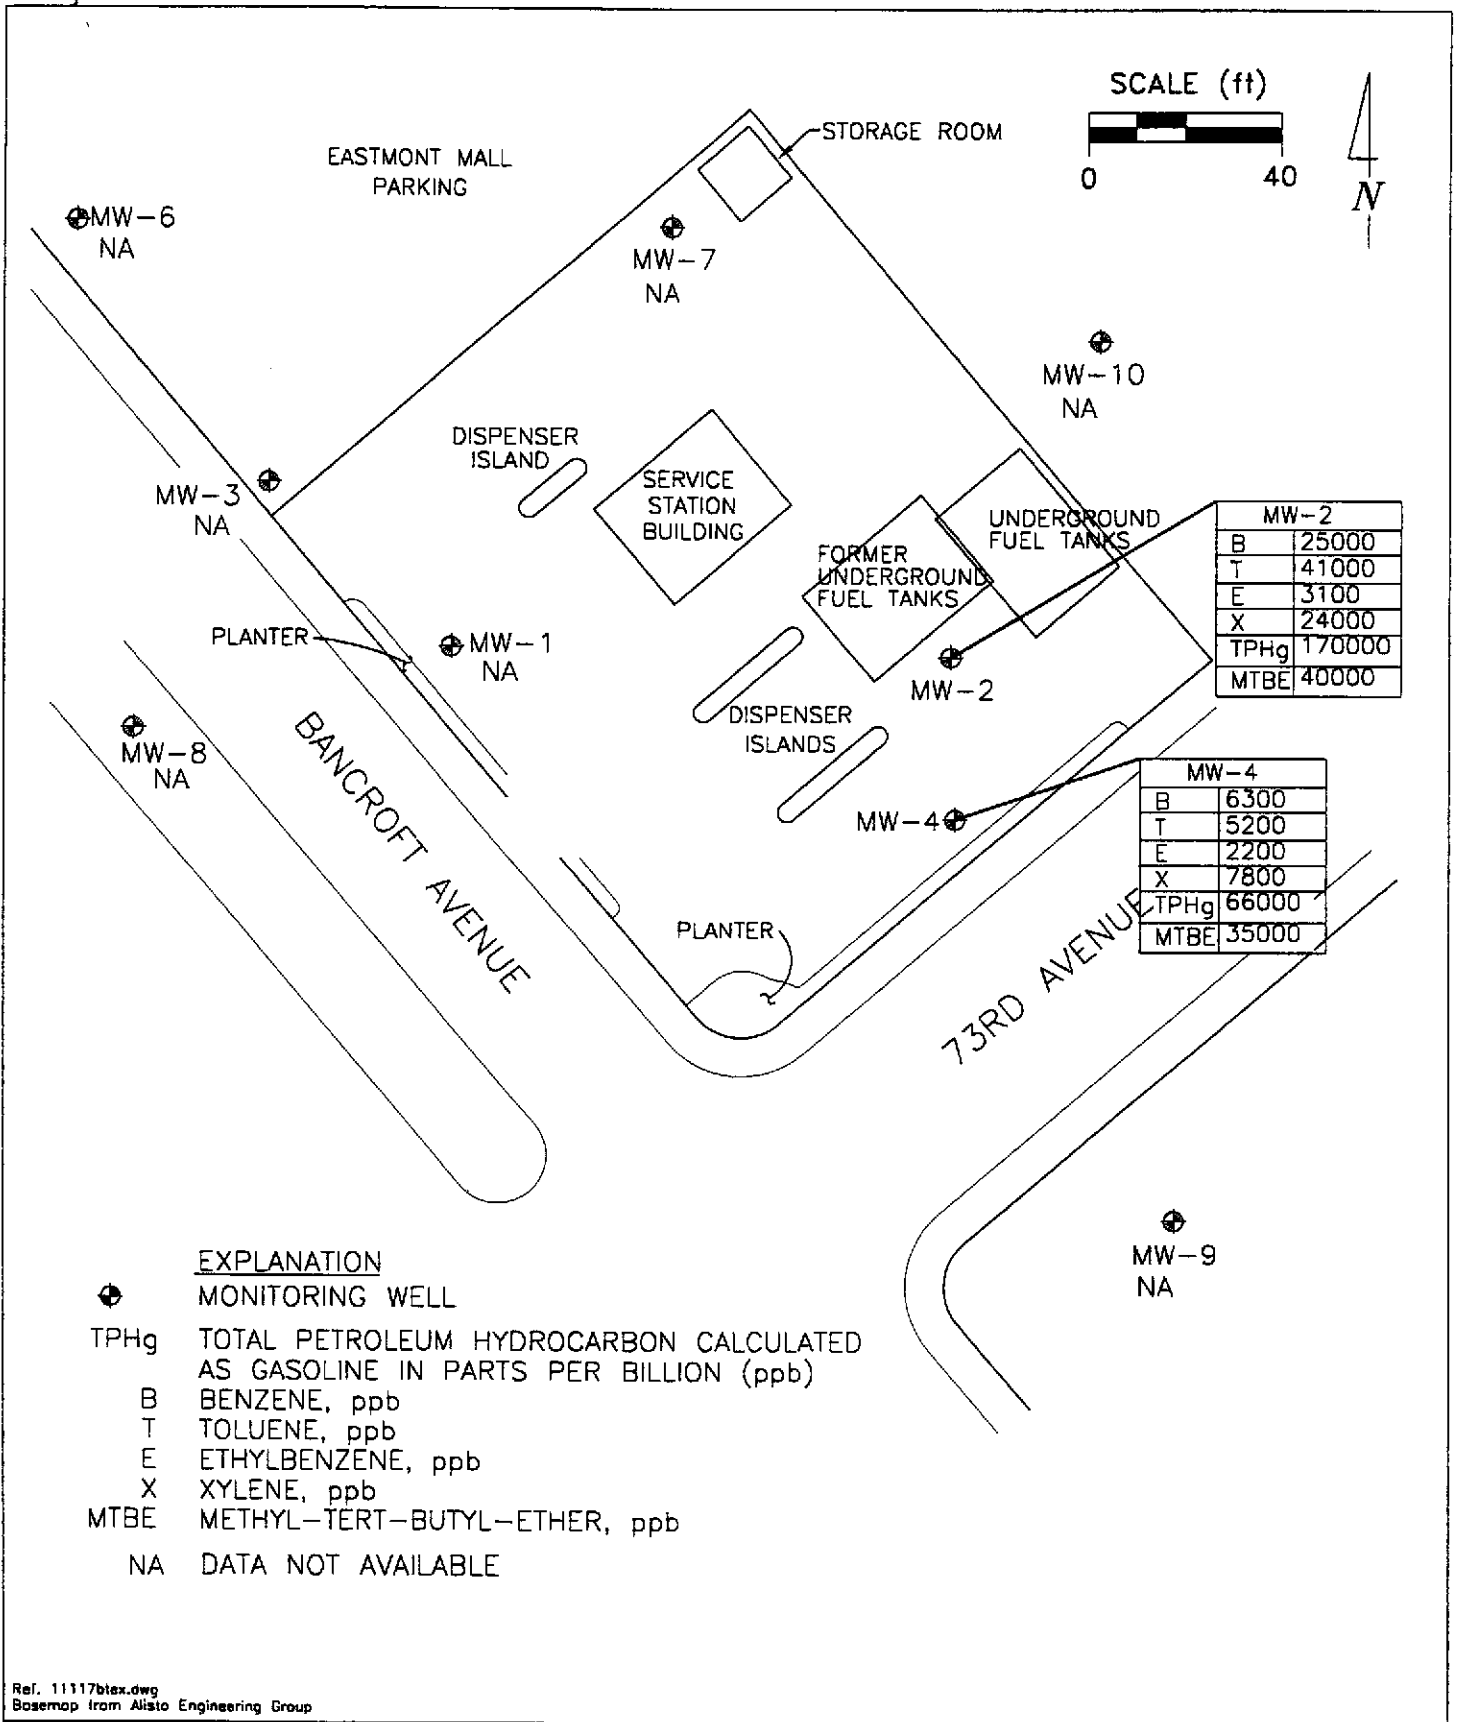 SCALE (ft)
0 40
N
STORAGE ROOM
EASTMONT MALL
PARKING
MW-6
NA
MW-7
NA
MW-10
NA
DISPENSER
ISLAND
SERVICE
STATION
BUILDING
MW-3
NA
UNDERGROUND
FUEL TANKS
FORMER
UNDERGROUND
FUEL TANKS
MW-2
B 25000
T 41000
E 3100
X 24000
TPHg 170000
MTBE 40000
PLANTER
MW-1
NA
MW-2
DISPENSER
ISLANDS
MW-8
NA
BANCROFT AVENUE
MW-4
MW-4
B 6300
T 5200
E 2200
X 7800
TPHg 66000
MTBE 35000
PLANTER
73RD AVENUE
MW-9
NA
EXPLANATION
MONITORING WELL
TPHg TOTAL PETROLEUM HYDROCARBON CALCULATED
AS GASOLINE IN PARTS PER BILLION (ppb)
B BENZENE, ppb
T TOLUENE, ppb
E ETHYLBENZENE, ppb
X XYLENE, ppb
MTBE METHYL-TERT-BUTYL-ETHER, ppb
NA DATA NOT AVAILABLE
Ref. 11117btex.dwg
Basemap from Alisto Engineering Group